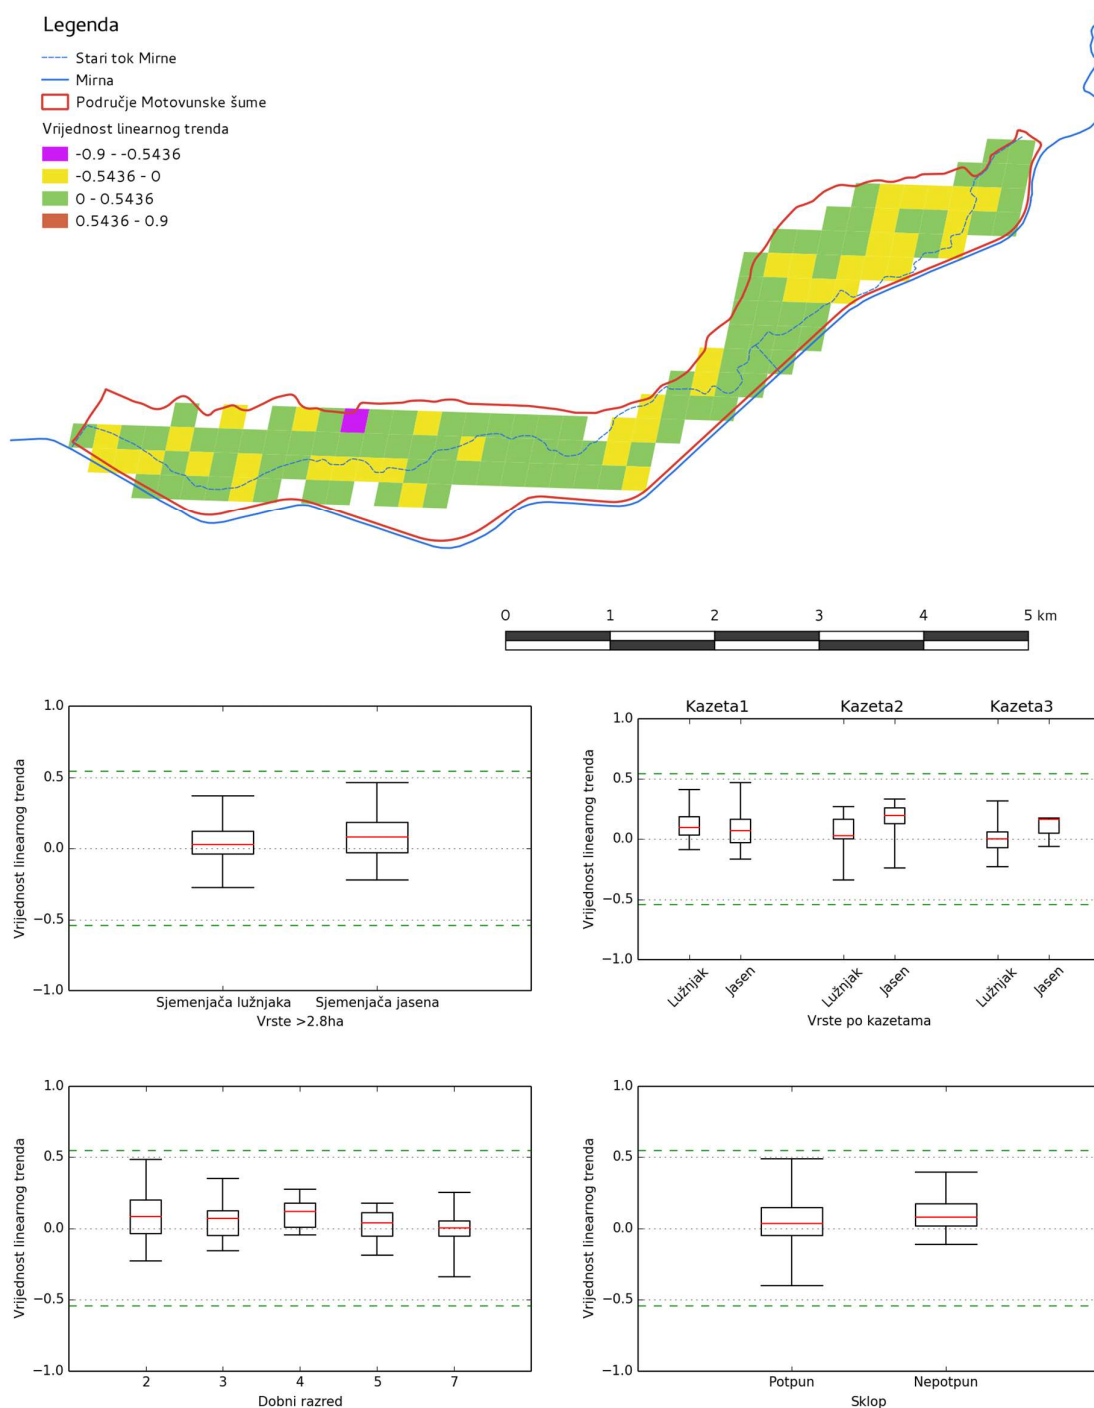 Legenda
Stari tok Mirne
Mirna
Područje Motovunske šume
Vrijednost linearnog trenda
-0.9 - -0.5436
-0.5436 - 0
0 - 0.5436
0.5436 - 0.9
0 1 2 3 4 5 km
1.0
0.5
0.0
−0.5
−1.0
Vrijednost linearnog trenda
Sjemenjača lužnjaka Sjemenjača jasena
Vrste >2.8ha
Kazeta1 Kazeta2 Kazeta3
1.0
0.5
0.0
−0.5
−1.0
Vrijednost linearnog trenda
Lužnjak Jasen Lužnjak Jasen Lužnjak Jasen
Vrste po kazetama
1.0
0.5
0.0
−0.5
−1.0
Vrijednost linearnog trenda
2 3 4 5 7
Dobni razred
1.0
0.5
0.0
−0.5
−1.0
Vrijednost linearnog trenda
Potpun Nepotpun
Sklop